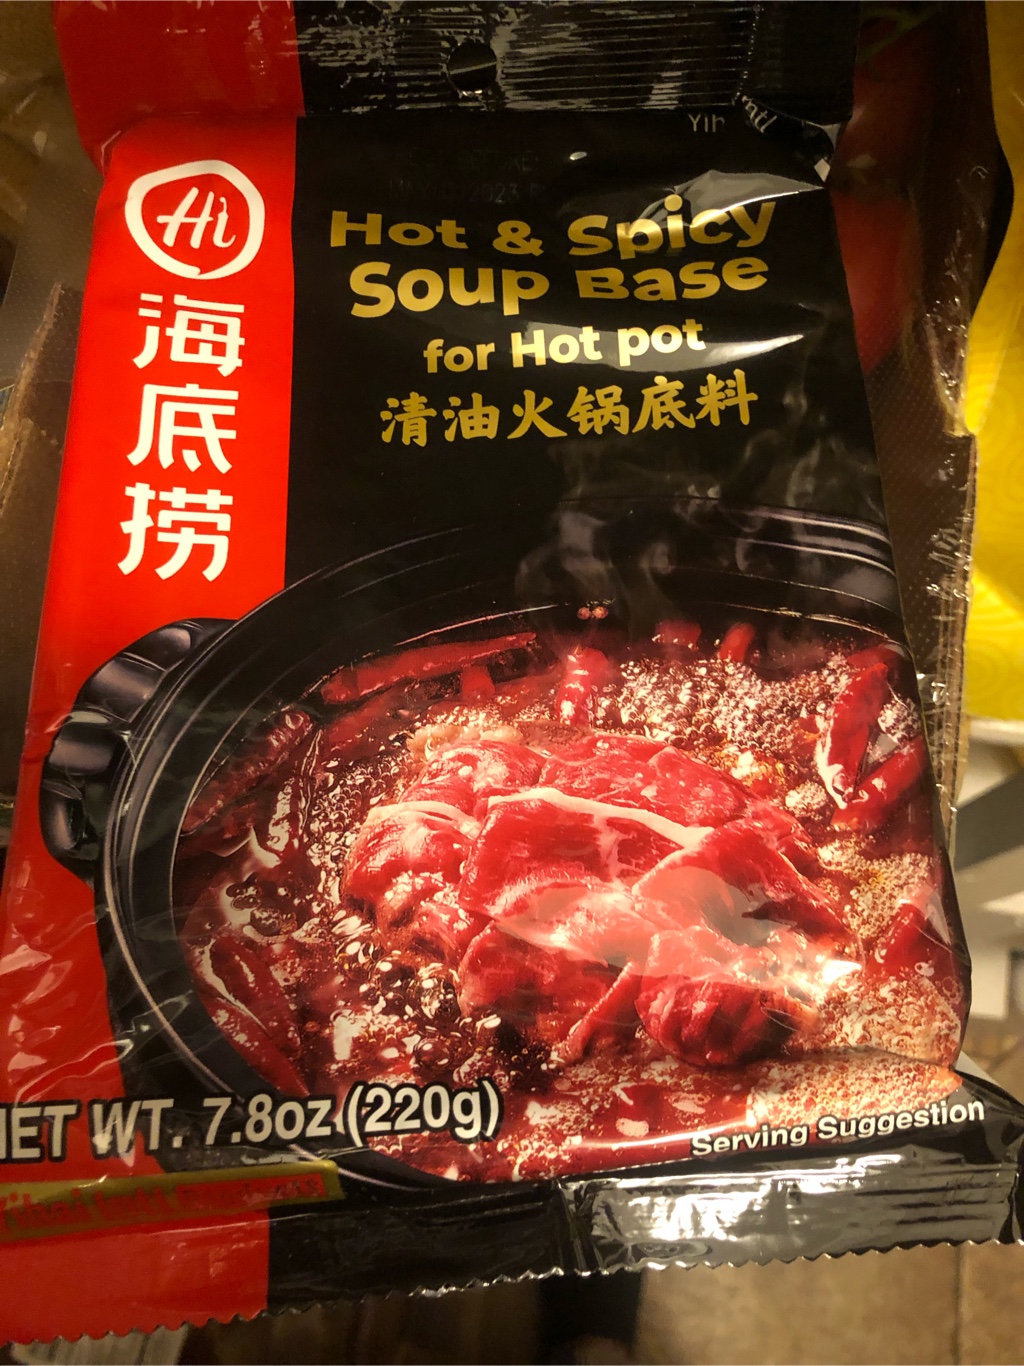 Hi
海底捞
Hot & Spicy
Soup Base
for Hot pot
清油火锅底料
NET WT. 7.8oz (220g)
Serving Suggestion